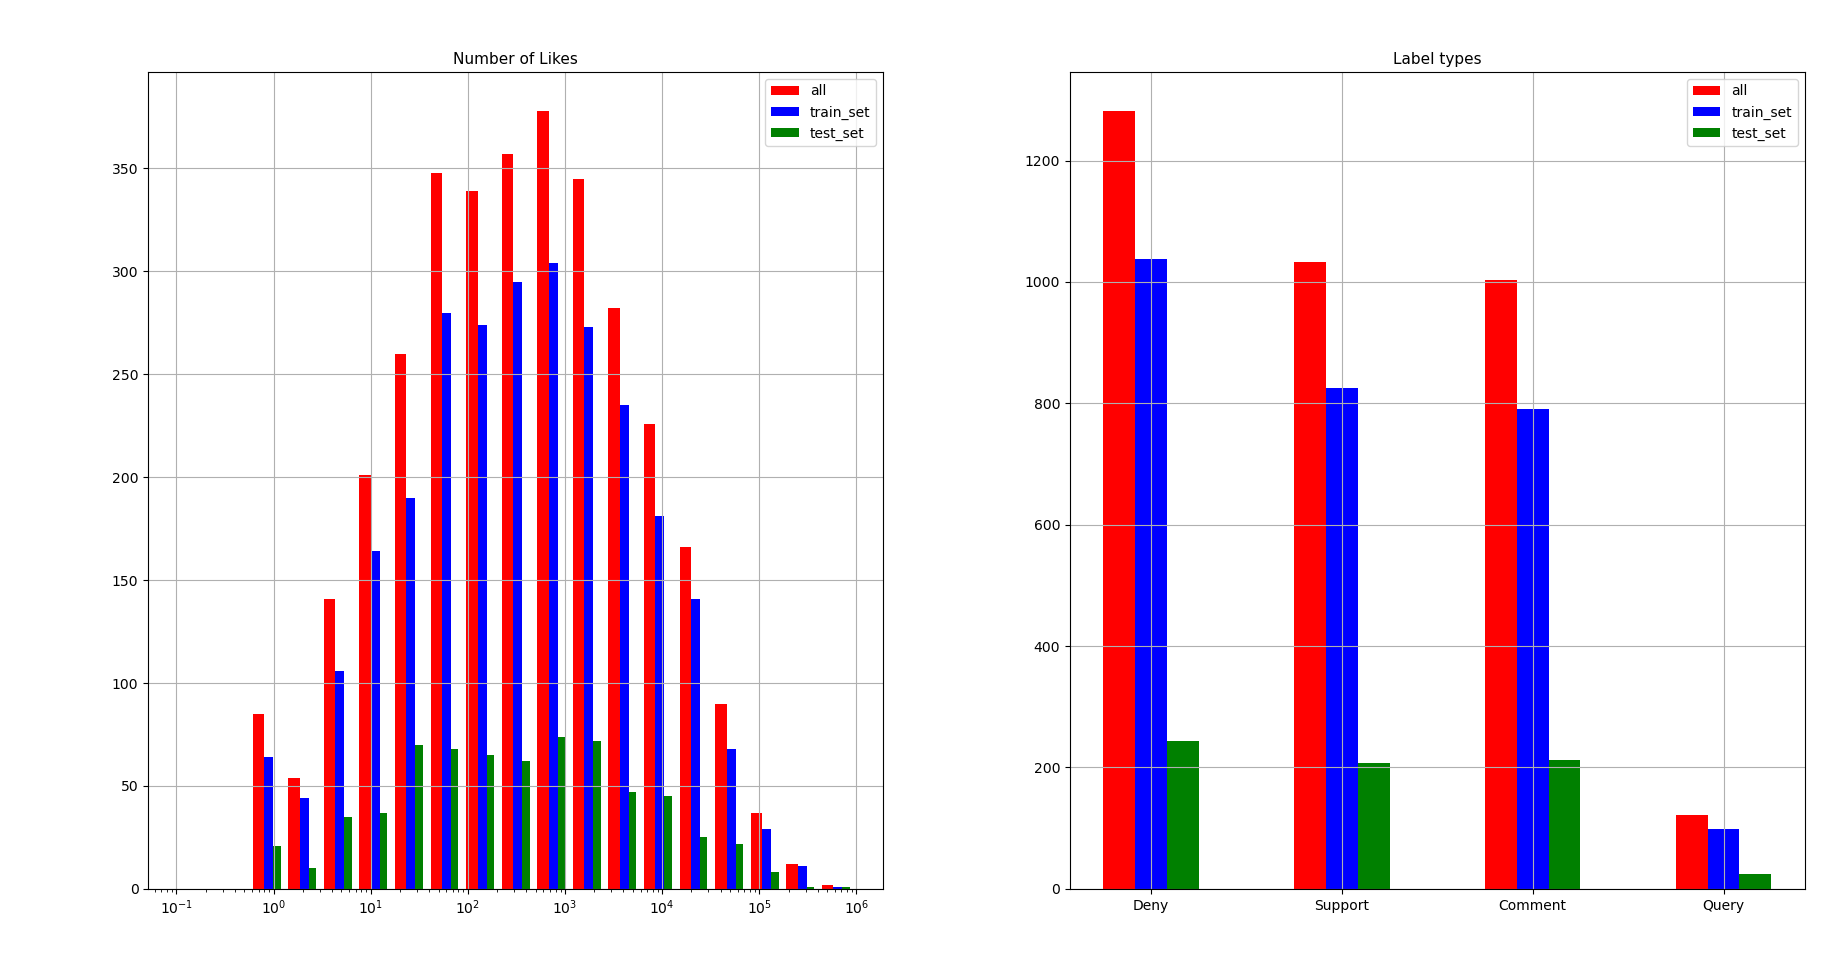 Number of Likes
all
train_set
test_set
350
300
250
200
150
100
50
0
10⁻¹ 10⁰ 10¹ 10² 10³ 10⁴ 10⁵ 10⁶
Label types
all
train_set
test_set
1200
1000
800
600
400
200
0
Deny Support Comment Query